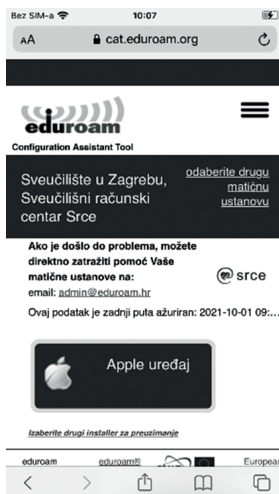 Bez SIM-a 10:07
AA cat.eduroam.org
eduroam
Configuration Assistant Tool
Sveučilište u Zagrebu,
Sveučilišni računski
centar Srce
odaberite drugu
matičnu
ustanovu
Ako je došlo do problema, možete
direktno zatražiti pomoć Vaše
matične ustanove na:
email: admin@eduroam.hr
srce
Ovaj podatak je zadnji puta ažuriran: 2021-10-01 09:...
Apple uređaj
Izaberite drugi installer za preuzimanje
eduroam eduroam® Europea